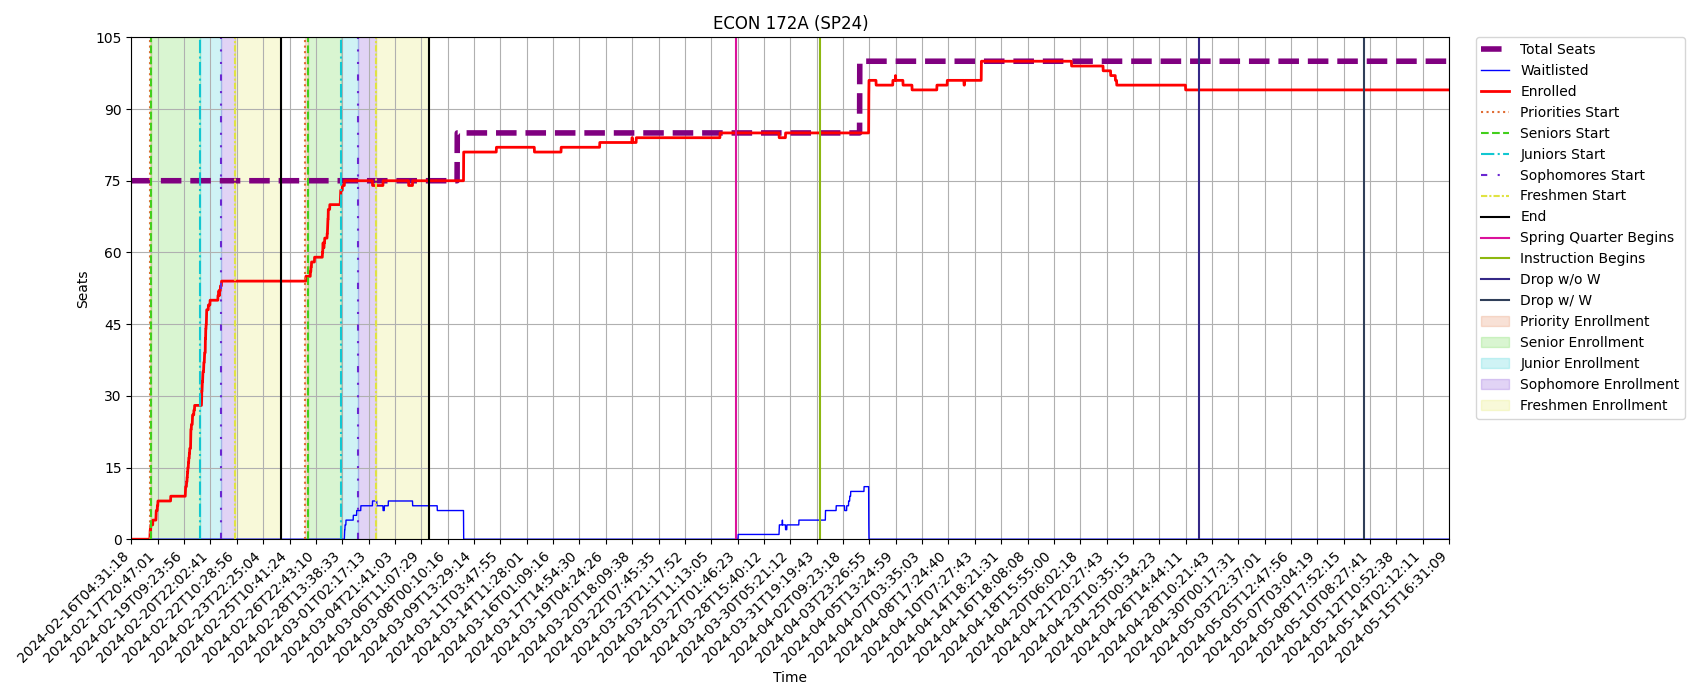 ECON 172A (SP24)
105
90
75
60
45
30
15
0
Seats
2024-02-16T04:31:18
2024-02-17T20:47:01
2024-02-19T09:23:56
2024-02-20T22:02:41
2024-02-22T10:28:56
2024-02-23T22:25:04
2024-02-25T10:41:24
2024-02-26T22:43:10
2024-02-28T13:38:33
2024-03-01T02:17:13
2024-03-04T21:41:03
2024-03-06T11:07:29
2024-03-08T00:10:16
2024-03-09T13:29:14
2024-03-11T03:47:55
2024-03-14T11:28:01
2024-03-16T01:09:16
2024-03-17T14:54:30
2024-03-19T04:24:26
2024-03-20T18:09:38
2024-03-22T07:45:35
2024-03-23T21:17:52
2024-03-25T11:13:05
2024-03-27T01:46:23
2024-03-28T15:40:12
2024-03-30T05:21:12
2024-03-31T19:19:43
2024-04-02T09:23:18
2024-04-03T23:26:55
2024-04-05T13:24:59
2024-04-07T03:35:03
2024-04-08T17:24:40
2024-04-10T07:27:43
2024-04-14T18:21:31
2024-04-16T18:08:08
2024-04-18T15:55:00
2024-04-20T06:02:18
2024-04-21T20:27:43
2024-04-23T10:35:15
2024-04-25T00:34:23
2024-04-26T14:44:11
2024-04-28T10:21:43
2024-04-30T00:17:31
2024-05-03T22:37:01
2024-05-05T12:47:56
2024-05-07T03:04:19
2024-05-08T17:52:15
2024-05-10T08:27:41
2024-05-12T10:52:38
2024-05-14T02:12:11
2024-05-15T16:31:09
Time
Total Seats
Waitlisted
Enrolled
Priorities Start
Seniors Start
Juniors Start
Sophomores Start
Freshmen Start
End
Spring Quarter Begins
Instruction Begins
Drop w/o W
Drop w/ W
Priority Enrollment
Senior Enrollment
Junior Enrollment
Sophomore Enrollment
Freshmen Enrollment